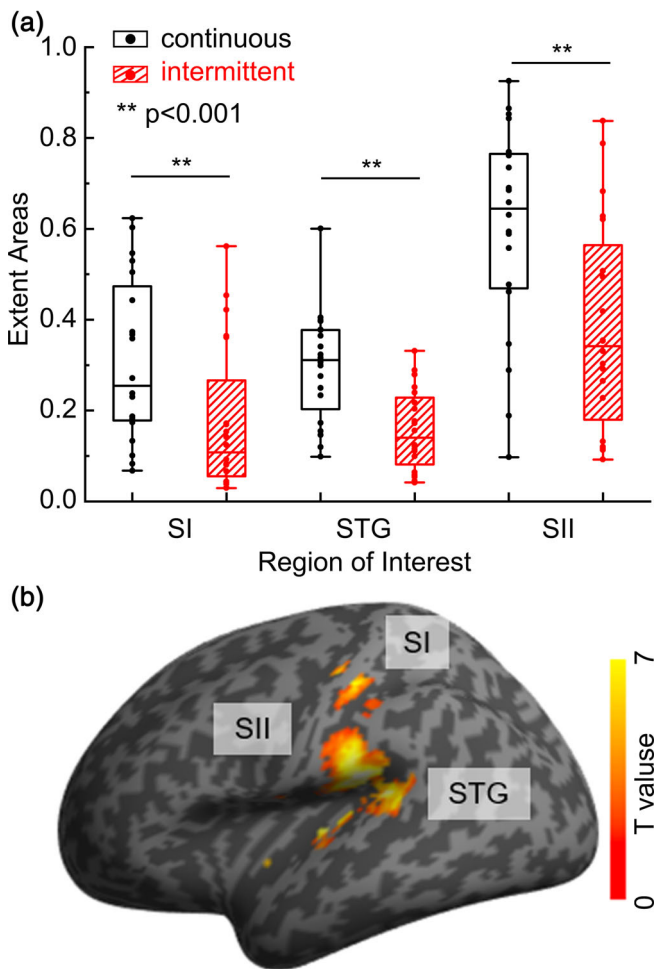 (a)
continuous
intermittent
** p<0.001
**
**
**
1.0
0.8
0.6
0.4
0.2
0.0
Extent Areas
SI
STG
SII
Region of Interest
(b)
SI
SII
STG
7
T valuse
0